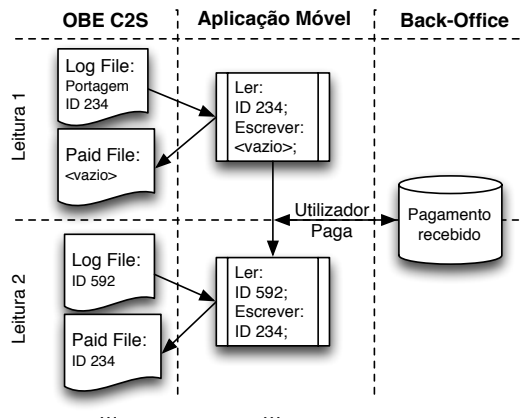 OBE C2S
Aplicação Móvel
Back-Office
Leitura 1
Log File:
Portagem
ID 234
Paid File:
<vazio>
Ler:
ID 234;
Escrever:
<vazio>;
Utilizador
Paga
Pagamento
recebido
Leitura 2
Log File:
ID 592
Paid File:
ID 234
Ler:
ID 592;
Escrever:
ID 234;
...
...